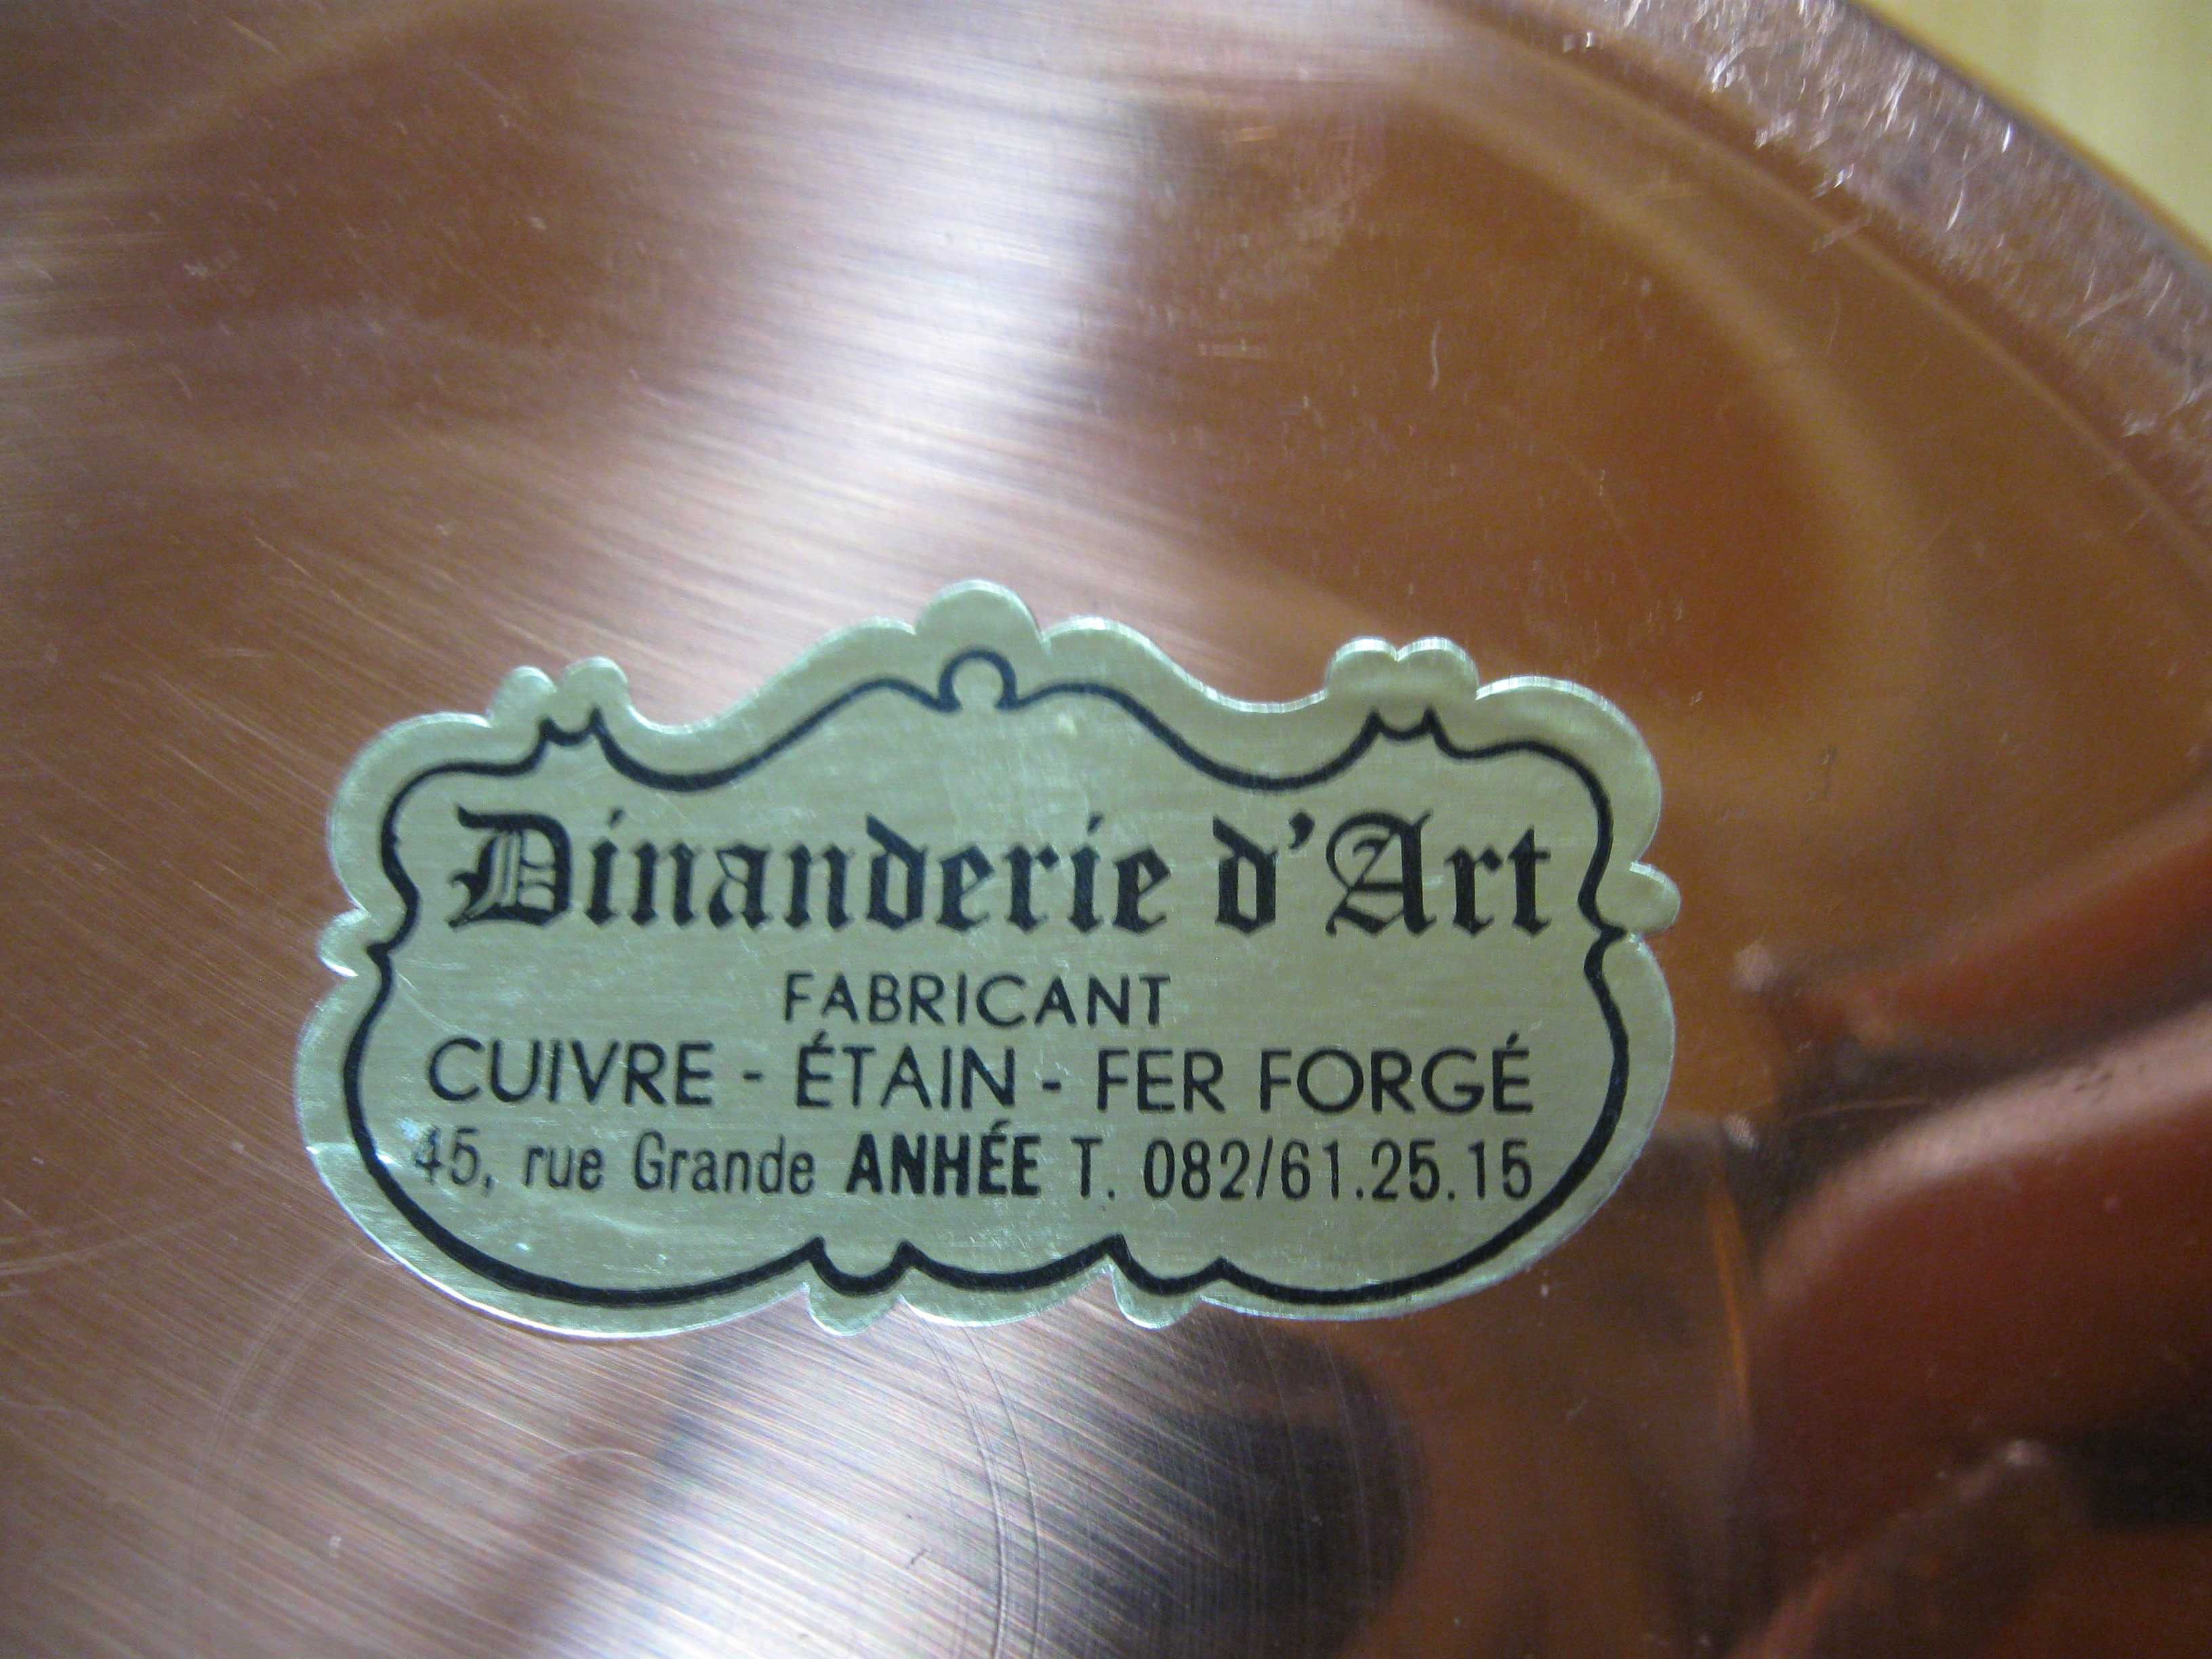 Dinanderie d'Art
FABRICANT
CUIVRE - ÉTAIN - FER FORGÉ
45, rue Grande ANHÉE T. 082/61.25.15